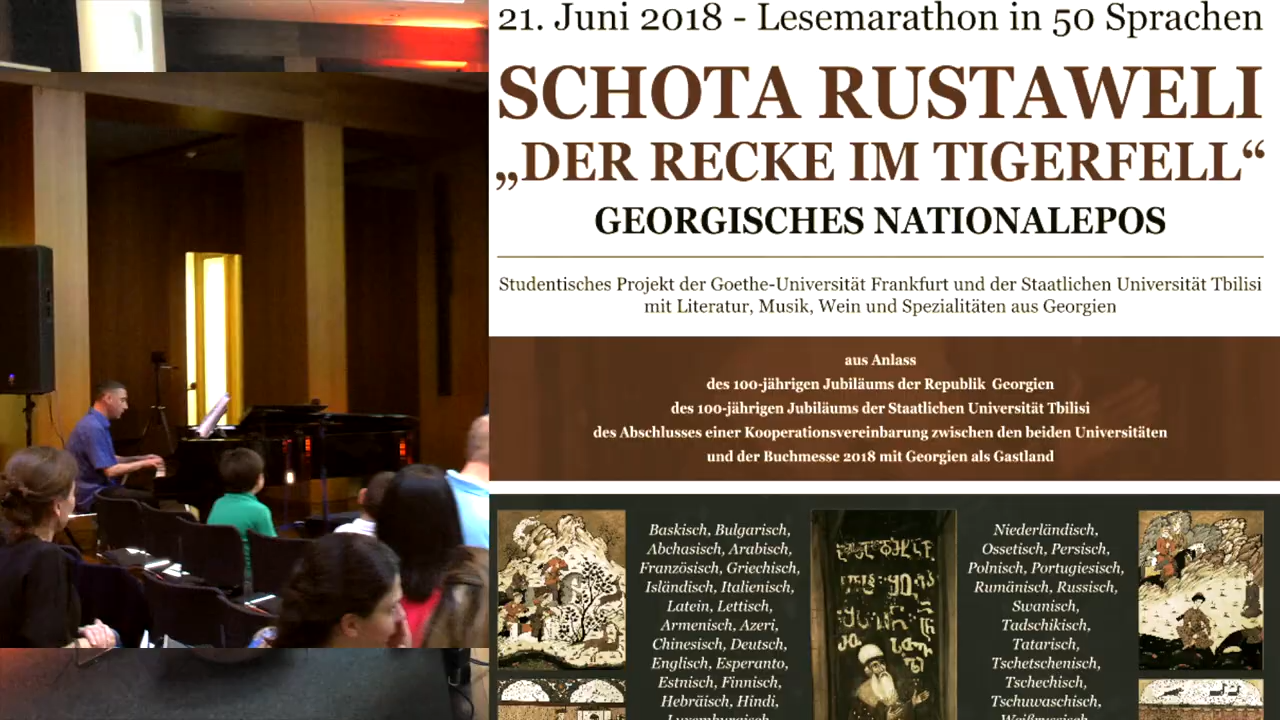 21. Juni 2018 - Lesemarathon in 50 Sprachen
SCHOTA RUSTAWELI
„DER RECKE IM TIGERFELL“
GEORGISCHES NATIONALEPOS
Studentisches Projekt der Goethe-Universität Frankfurt und der Staatlichen Universität Tbilisi
mit Literatur, Musik, Wein und Spezialitäten aus Georgien
aus Anlass
des 100-jährigen Jubiläums der Republik Georgien
des 100-jährigen Jubiläums der Staatlichen Universität Tbilisi
des Abschlusses einer Kooperationsvereinbarung zwischen den beiden Universitäten
und der Buchmesse 2018 mit Georgien als Gastland
Baskisch, Bulgarisch,
Abchasisch, Arabisch,
Französisch, Griechisch,
Isländisch, Italienisch,
Latein, Lettisch,
Armenisch, Azeri,
Chinesisch, Deutsch,
Englisch, Esperanto,
Estnisch, Finnisch,
Hebräisch, Hindi,
Luxemburgisch,
Niederländisch,
Ossetisch, Persisch,
Polnisch, Portugiesisch,
Rumänisch, Russisch,
Swanisch,
Tadschikisch,
Tatarisch,
Tschetschenisch,
Tschechisch,
Tschuwaschisch,
Weißrussisch,